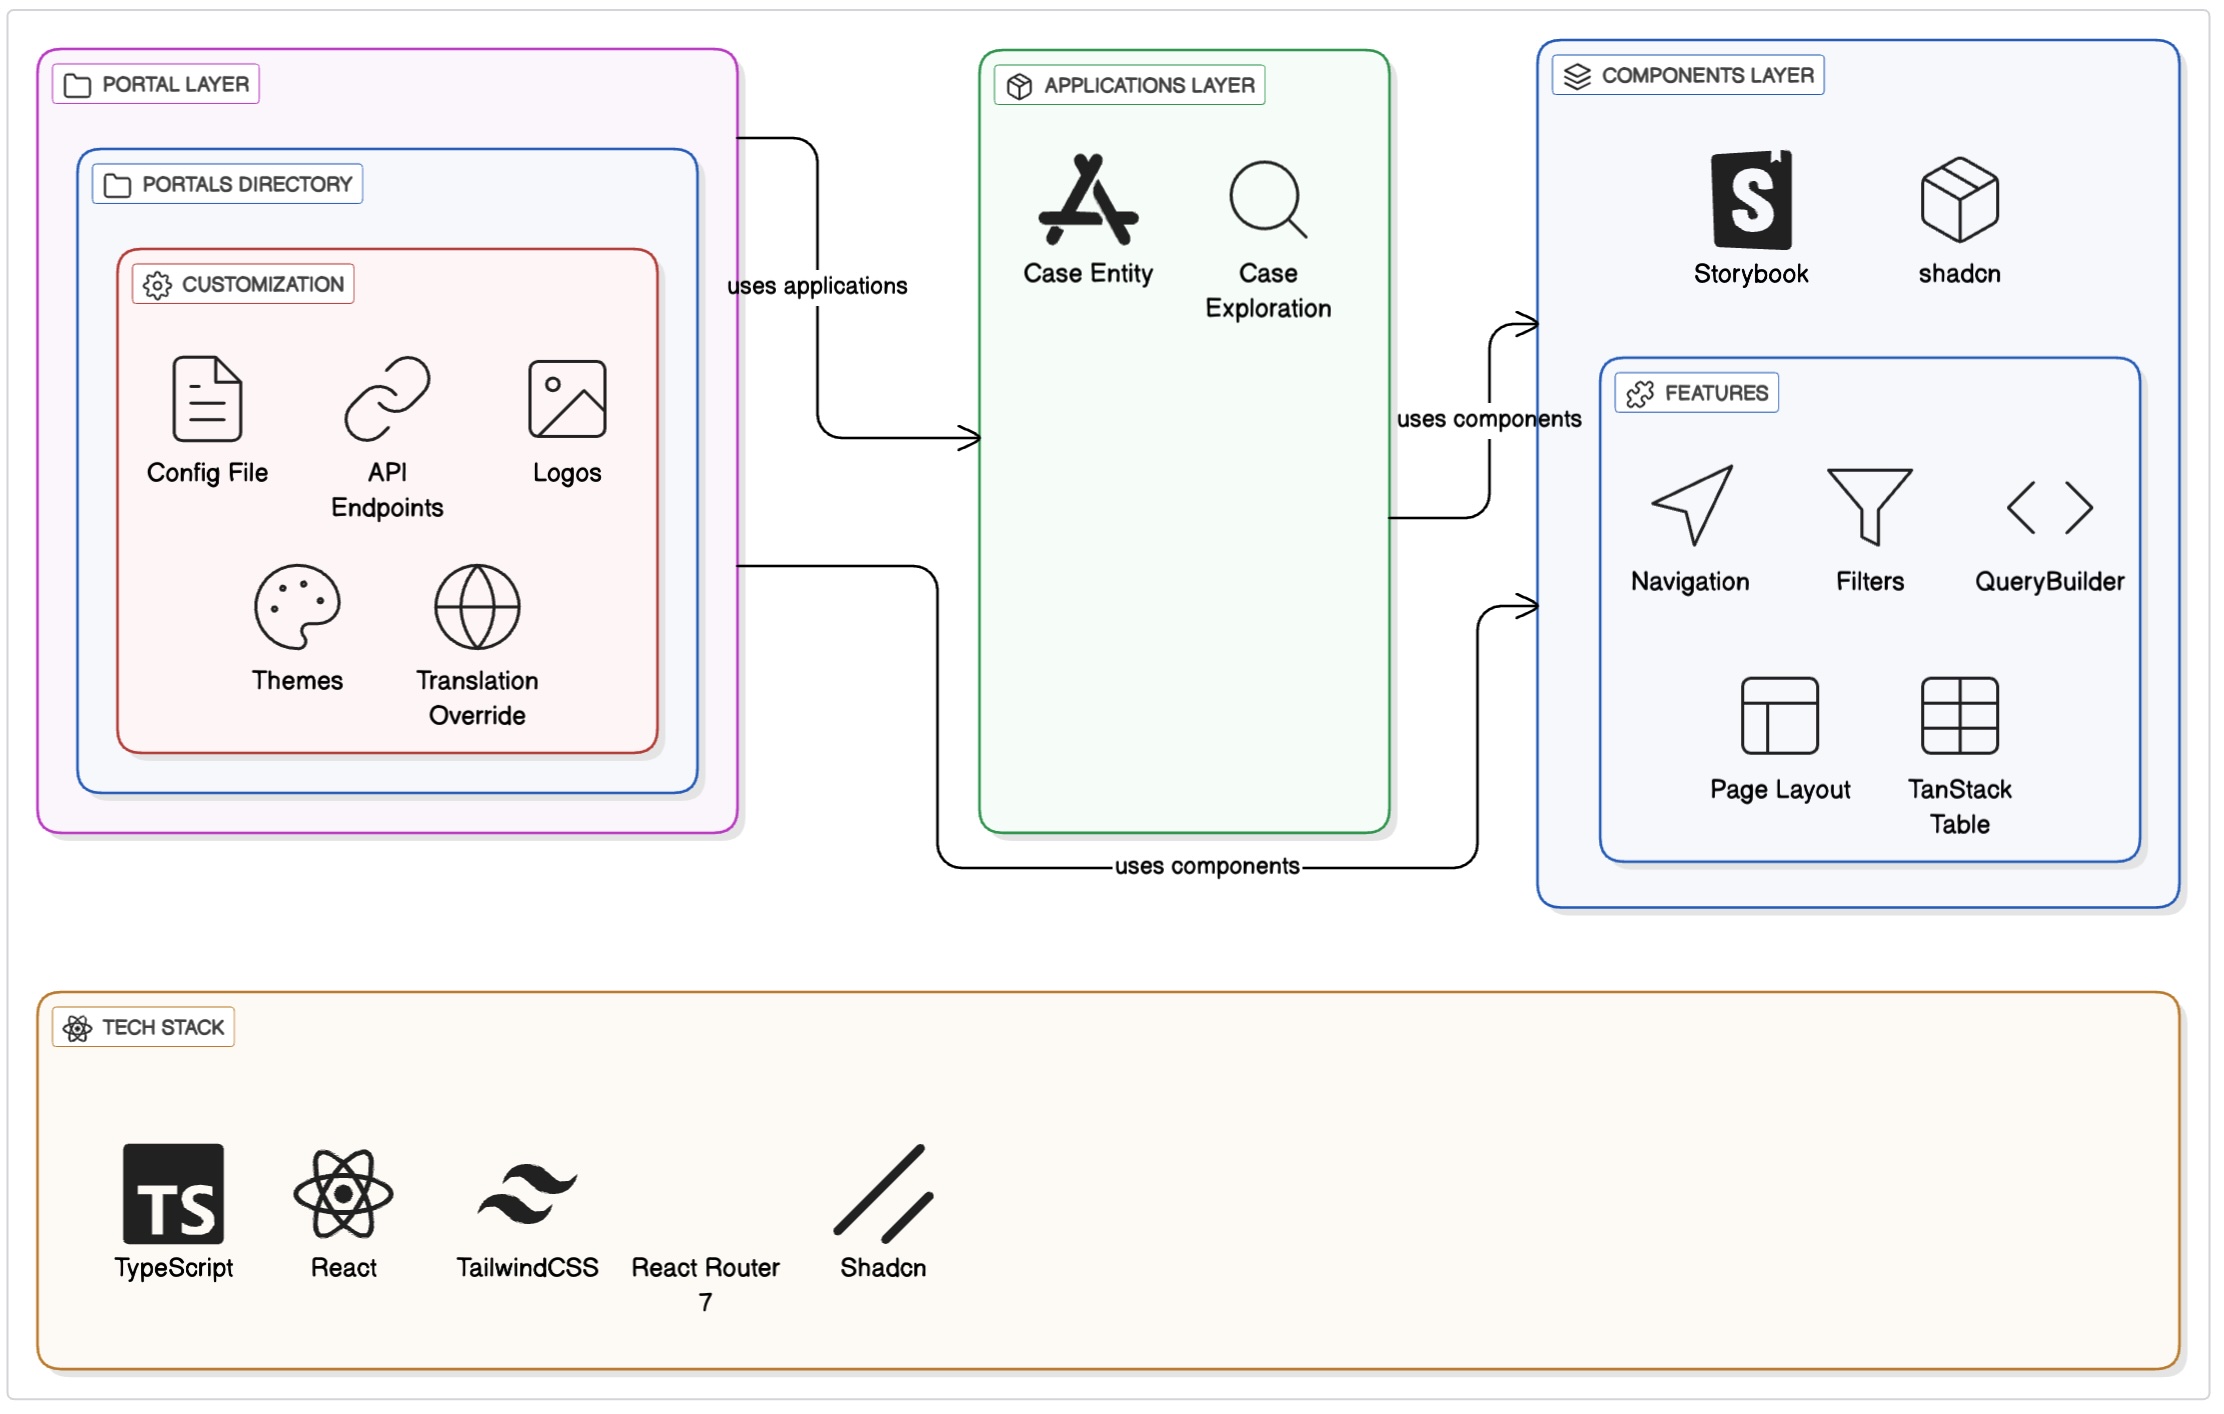 PORTAL LAYER
PORTALS DIRECTORY
CUSTOMIZATION
Config File
API
Endpoints
Logos
Themes
Translation
Override
uses applications
APPLICATIONS LAYER
Case Entity
Case
Exploration
uses components
uses components
COMPONENTS LAYER
S
Storybook
shadcn
FEATURES
Navigation
Filters
QueryBuilder
Page Layout
TanStack
Table
TECH STACK
TS
TypeScript
React
TailwindCSS
React Router
7
Shadcn